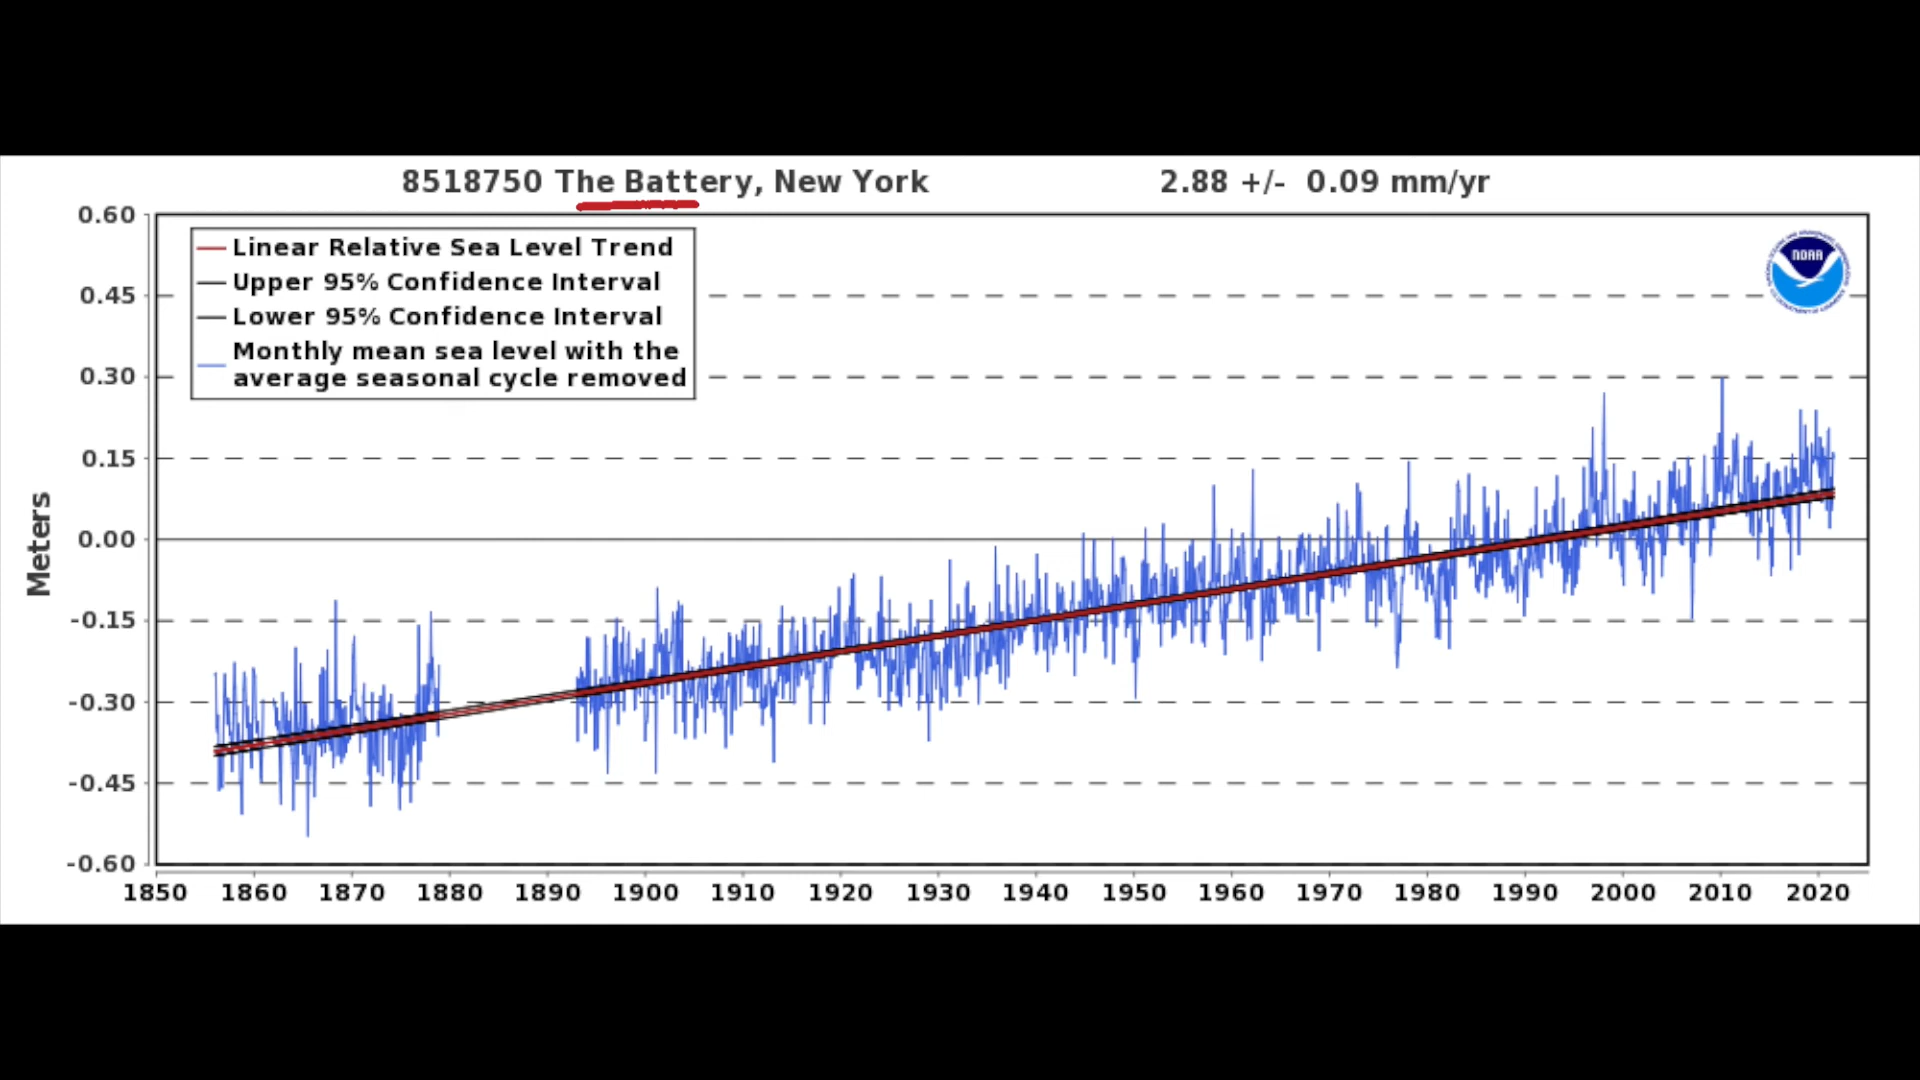 8518750 The Battery, New York 2.88 +/- 0.09 mm/yr
Linear Relative Sea Level Trend
Upper 95% Confidence Interval
Lower 95% Confidence Interval
Monthly mean sea level with the
average seasonal cycle removed
NOAA
Meters
0.60
0.45
0.30
0.15
0.00
-0.15
-0.30
-0.45
-0.60
1850 1860 1870 1880 1890 1900 1910 1920 1930 1940 1950 1960 1970 1980 1990 2000 2010 2020